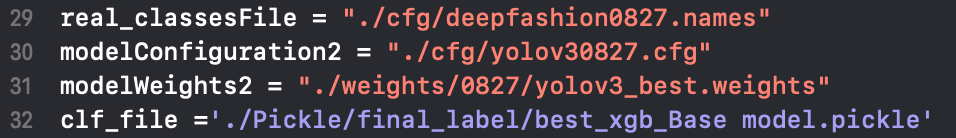 29 real_classesFile = "./cfg/deepfashion0827.names"
30 modelConfiguration2 = "./cfg/yolov30827.cfg"
31 modelWeights2 = "./weights/0827/yolov3_best.weights"
32 clf_file ='./Pickle/final_label/best_xgb_Base model.pickle'